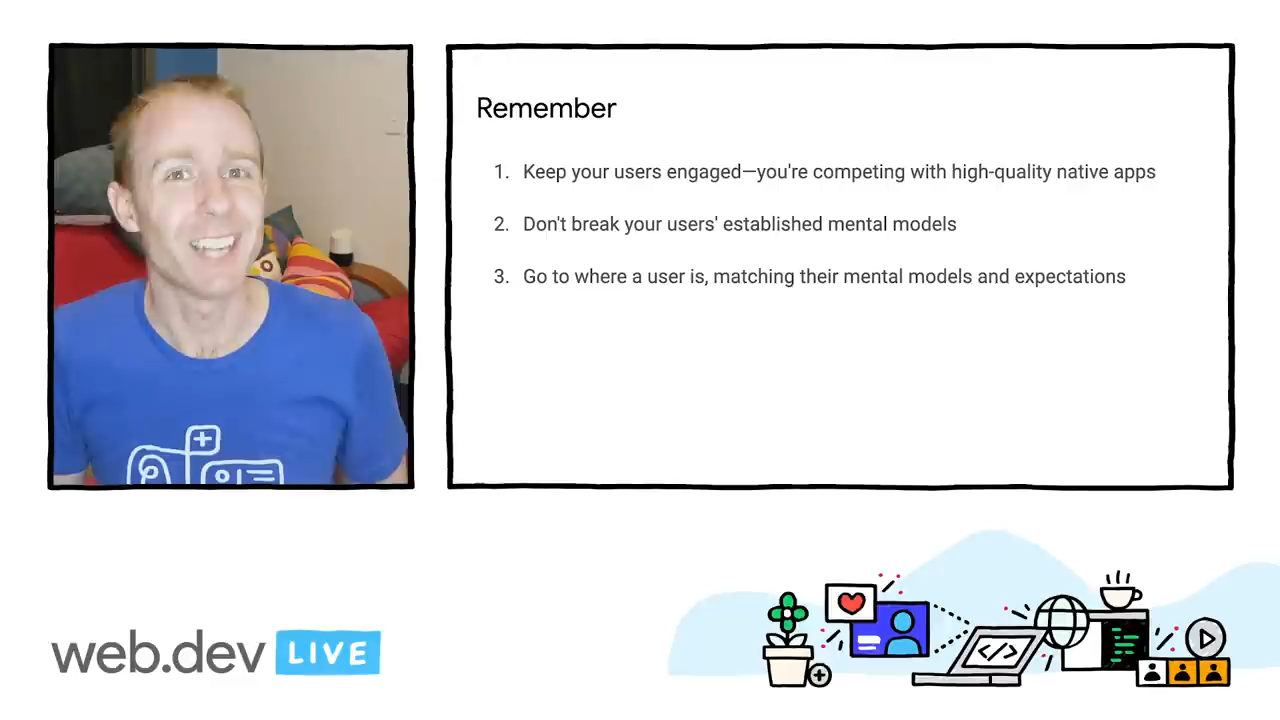 Remember
1. Keep your users engaged—you're competing with high-quality native apps
2. Don't break your users' established mental models
3. Go to where a user is, matching their mental models and expectations
web.dev LIVE
</>